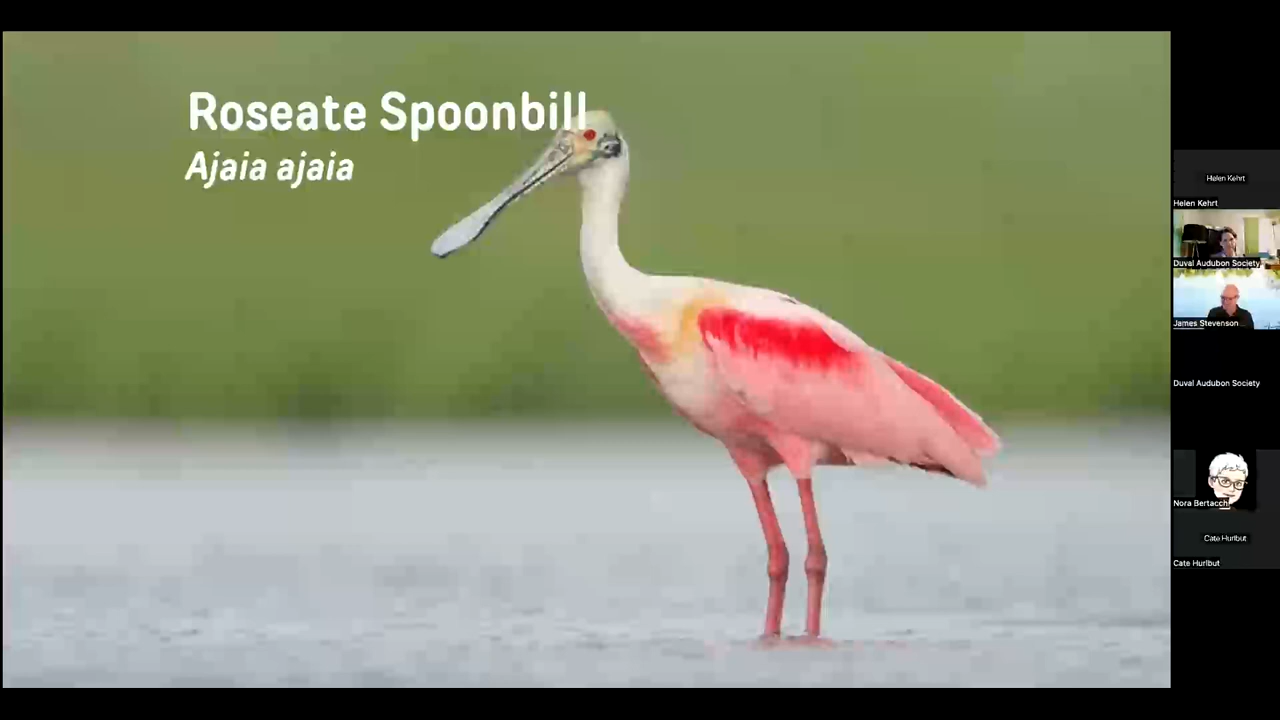 Roseate Spoonbill
Ajaia ajaia
Helen Kehrt
Helen Kehrt
Duval Audubon Society
James Stevenson
Duval Audubon Society
Nora Bertacchi
Cate Hurlbut
Cate Hurlbut